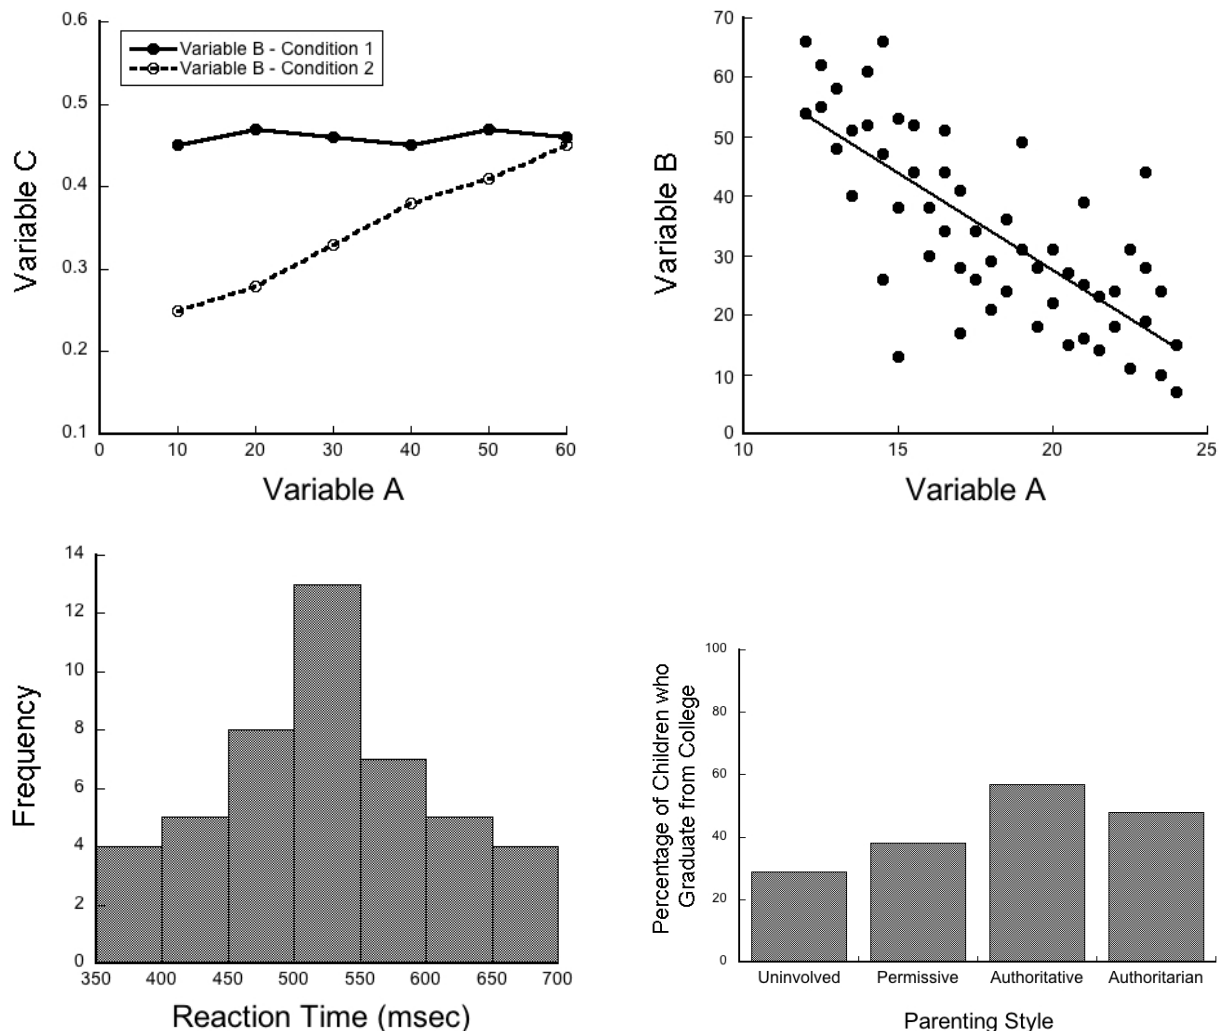 0.6
0.5
0.4
0.3
0.2
0.1
Variable C
Variable B - Condition 1
Variable B - Condition 2
0 10 20 30 40 50 60
Variable A
70
60
50
40
30
20
10
0
Variable B
10 15 20 25
Variable A
14
12
10
8
6
4
2
0
Frequency
350 400 450 500 550 600 650 700
Reaction Time (msec)
100
80
60
40
20
0
Percentage of Children who
Graduate from College
Uninvolved Permissive Authoritative Authoritarian
Parenting Style